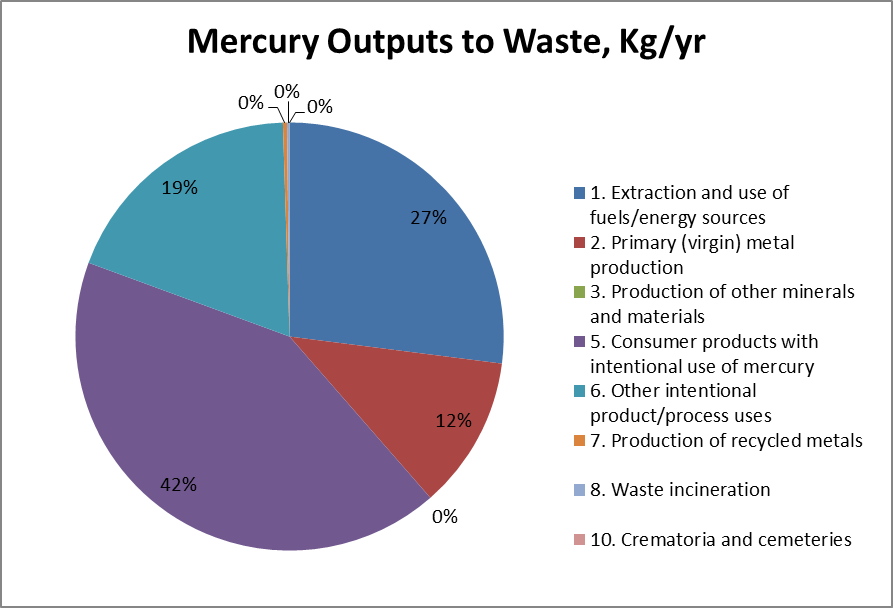 Mercury Outputs to Waste, Kg/yr
0%
0%
0%
19%
27%
12%
42%
0%
1. Extraction and use of
fuels/energy sources
2. Primary (virgin) metal
production
3. Production of other minerals
and materials
5. Consumer products with
intentional use of mercury
6. Other intentional
product/process uses
7. Production of recycled metals
8. Waste incineration
10. Crematoria and cemeteries